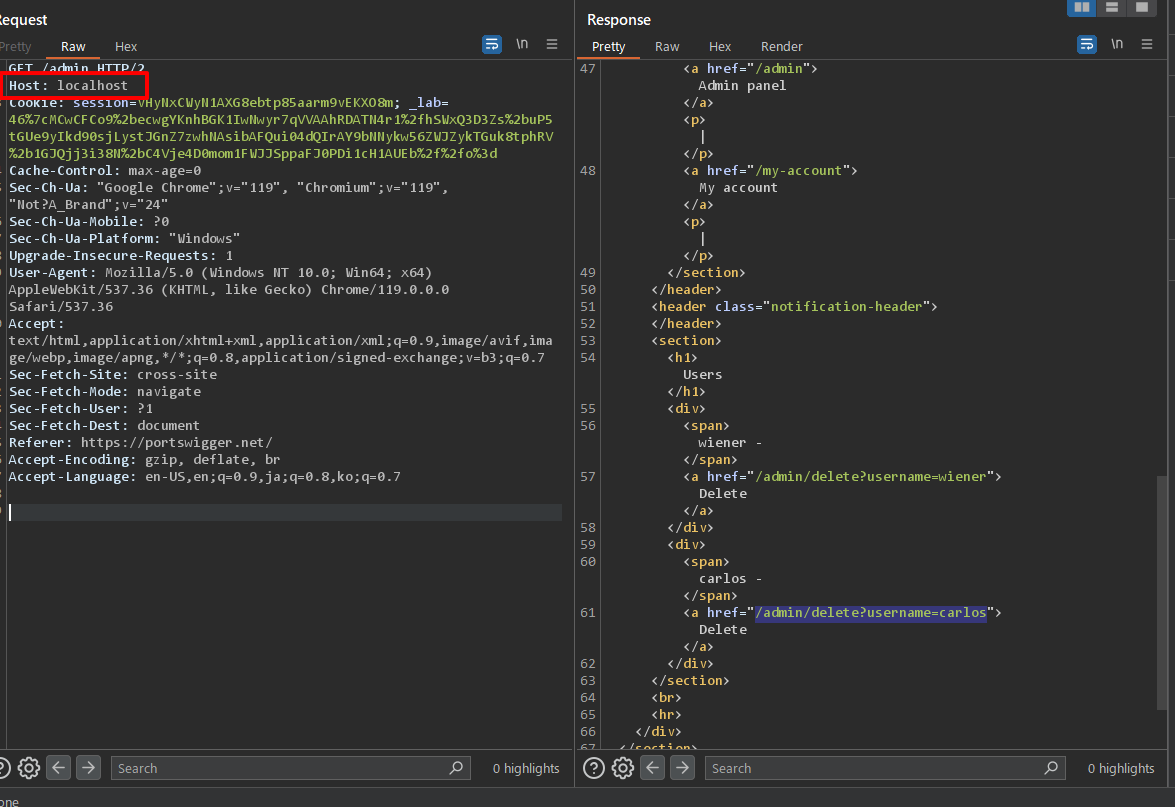 Request
Pretty Raw Hex \n
GET /admin HTTP/2
Host: localhost
Cookie: session=vHyNxCWyN1AXG8ebtp85aarm9vEKXO8m; _lab=
46%7cMCwCFCo9%2becwgYKnhBGK1IwNwyr7qVVAAhRDATN4r1%2fhSWxQ3D3Zs%2buP5
tGUe9yIkd90sjLystJGnZ7zwhNAsibAFQui04dQIrAY9bNNykw56ZWJZykTGuk8tphRV
%2b1GJQjj3i38N%2bC4Vje4D0mom1FWJJSppaFJ0PDi1cH1AUEb%2f%2fo%3d
Cache-Control: max-age=0
Sec-Ch-Ua: "Google Chrome";v="119", "Chromium";v="119",
"Not?A_Brand";v="24"
Sec-Ch-Ua-Mobile: ?0
Sec-Ch-Ua-Platform: "Windows"
Upgrade-Insecure-Requests: 1
User-Agent: Mozilla/5.0 (Windows NT 10.0; Win64; x64)
AppleWebKit/537.36 (KHTML, like Gecko) Chrome/119.0.0.0
Safari/537.36
Accept:
text/html,application/xhtml+xml,application/xml;q=0.9,image/avif,ima
ge/webp,image/apng,*/*;q=0.8,application/signed-exchange;v=b3;q=0.7
Sec-Fetch-Site: cross-site
Sec-Fetch-Mode: navigate
Sec-Fetch-User: ?1
Sec-Fetch-Dest: document
Referer: https://portswigger.net/
Accept-Encoding: gzip, deflate, br
Accept-Language: en-US,en;q=0.9,ja;q=0.8,ko;q=0.7
Search
0 highlights
Response
Pretty Raw Hex Render \n
47 <a href="/admin">
Admin panel
</a>
<p>
|
</p>
48 <a href="/my-account">
My account
</a>
<p>
|
</p>
49 </section>
50 </header>
51 <header class="notification-header">
52 </header>
53 <section>
54 <h1>
Users
</h1>
55 <div>
56 <span>
wiener -
</span>
57 <a href="/admin/delete?username=wiener">
Delete
</a>
58 </div>
59 <div>
60 <span>
carlos -
</span>
61 <a href="/admin/delete?username=carlos">
Delete
</a>
62 </div>
63 </section>
64 <br>
65 <hr>
66 </div>
67 </section>
Search
0 highlights